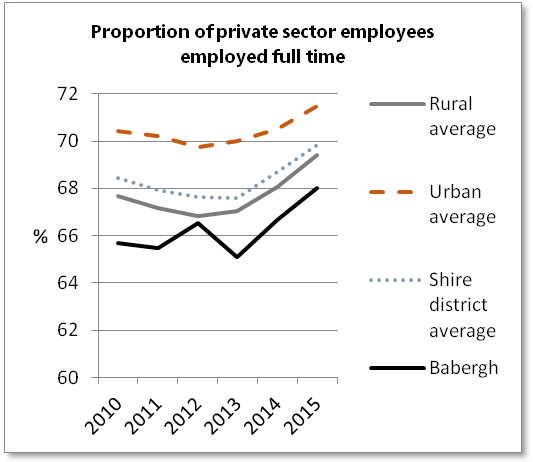 Proportion of private sector employees
employed full time
72
70
68
66
64
62
60
%
2010
2011
2012
2013
2014
2015
Rural
average
Urban
average
Shire
district
average
Babergh